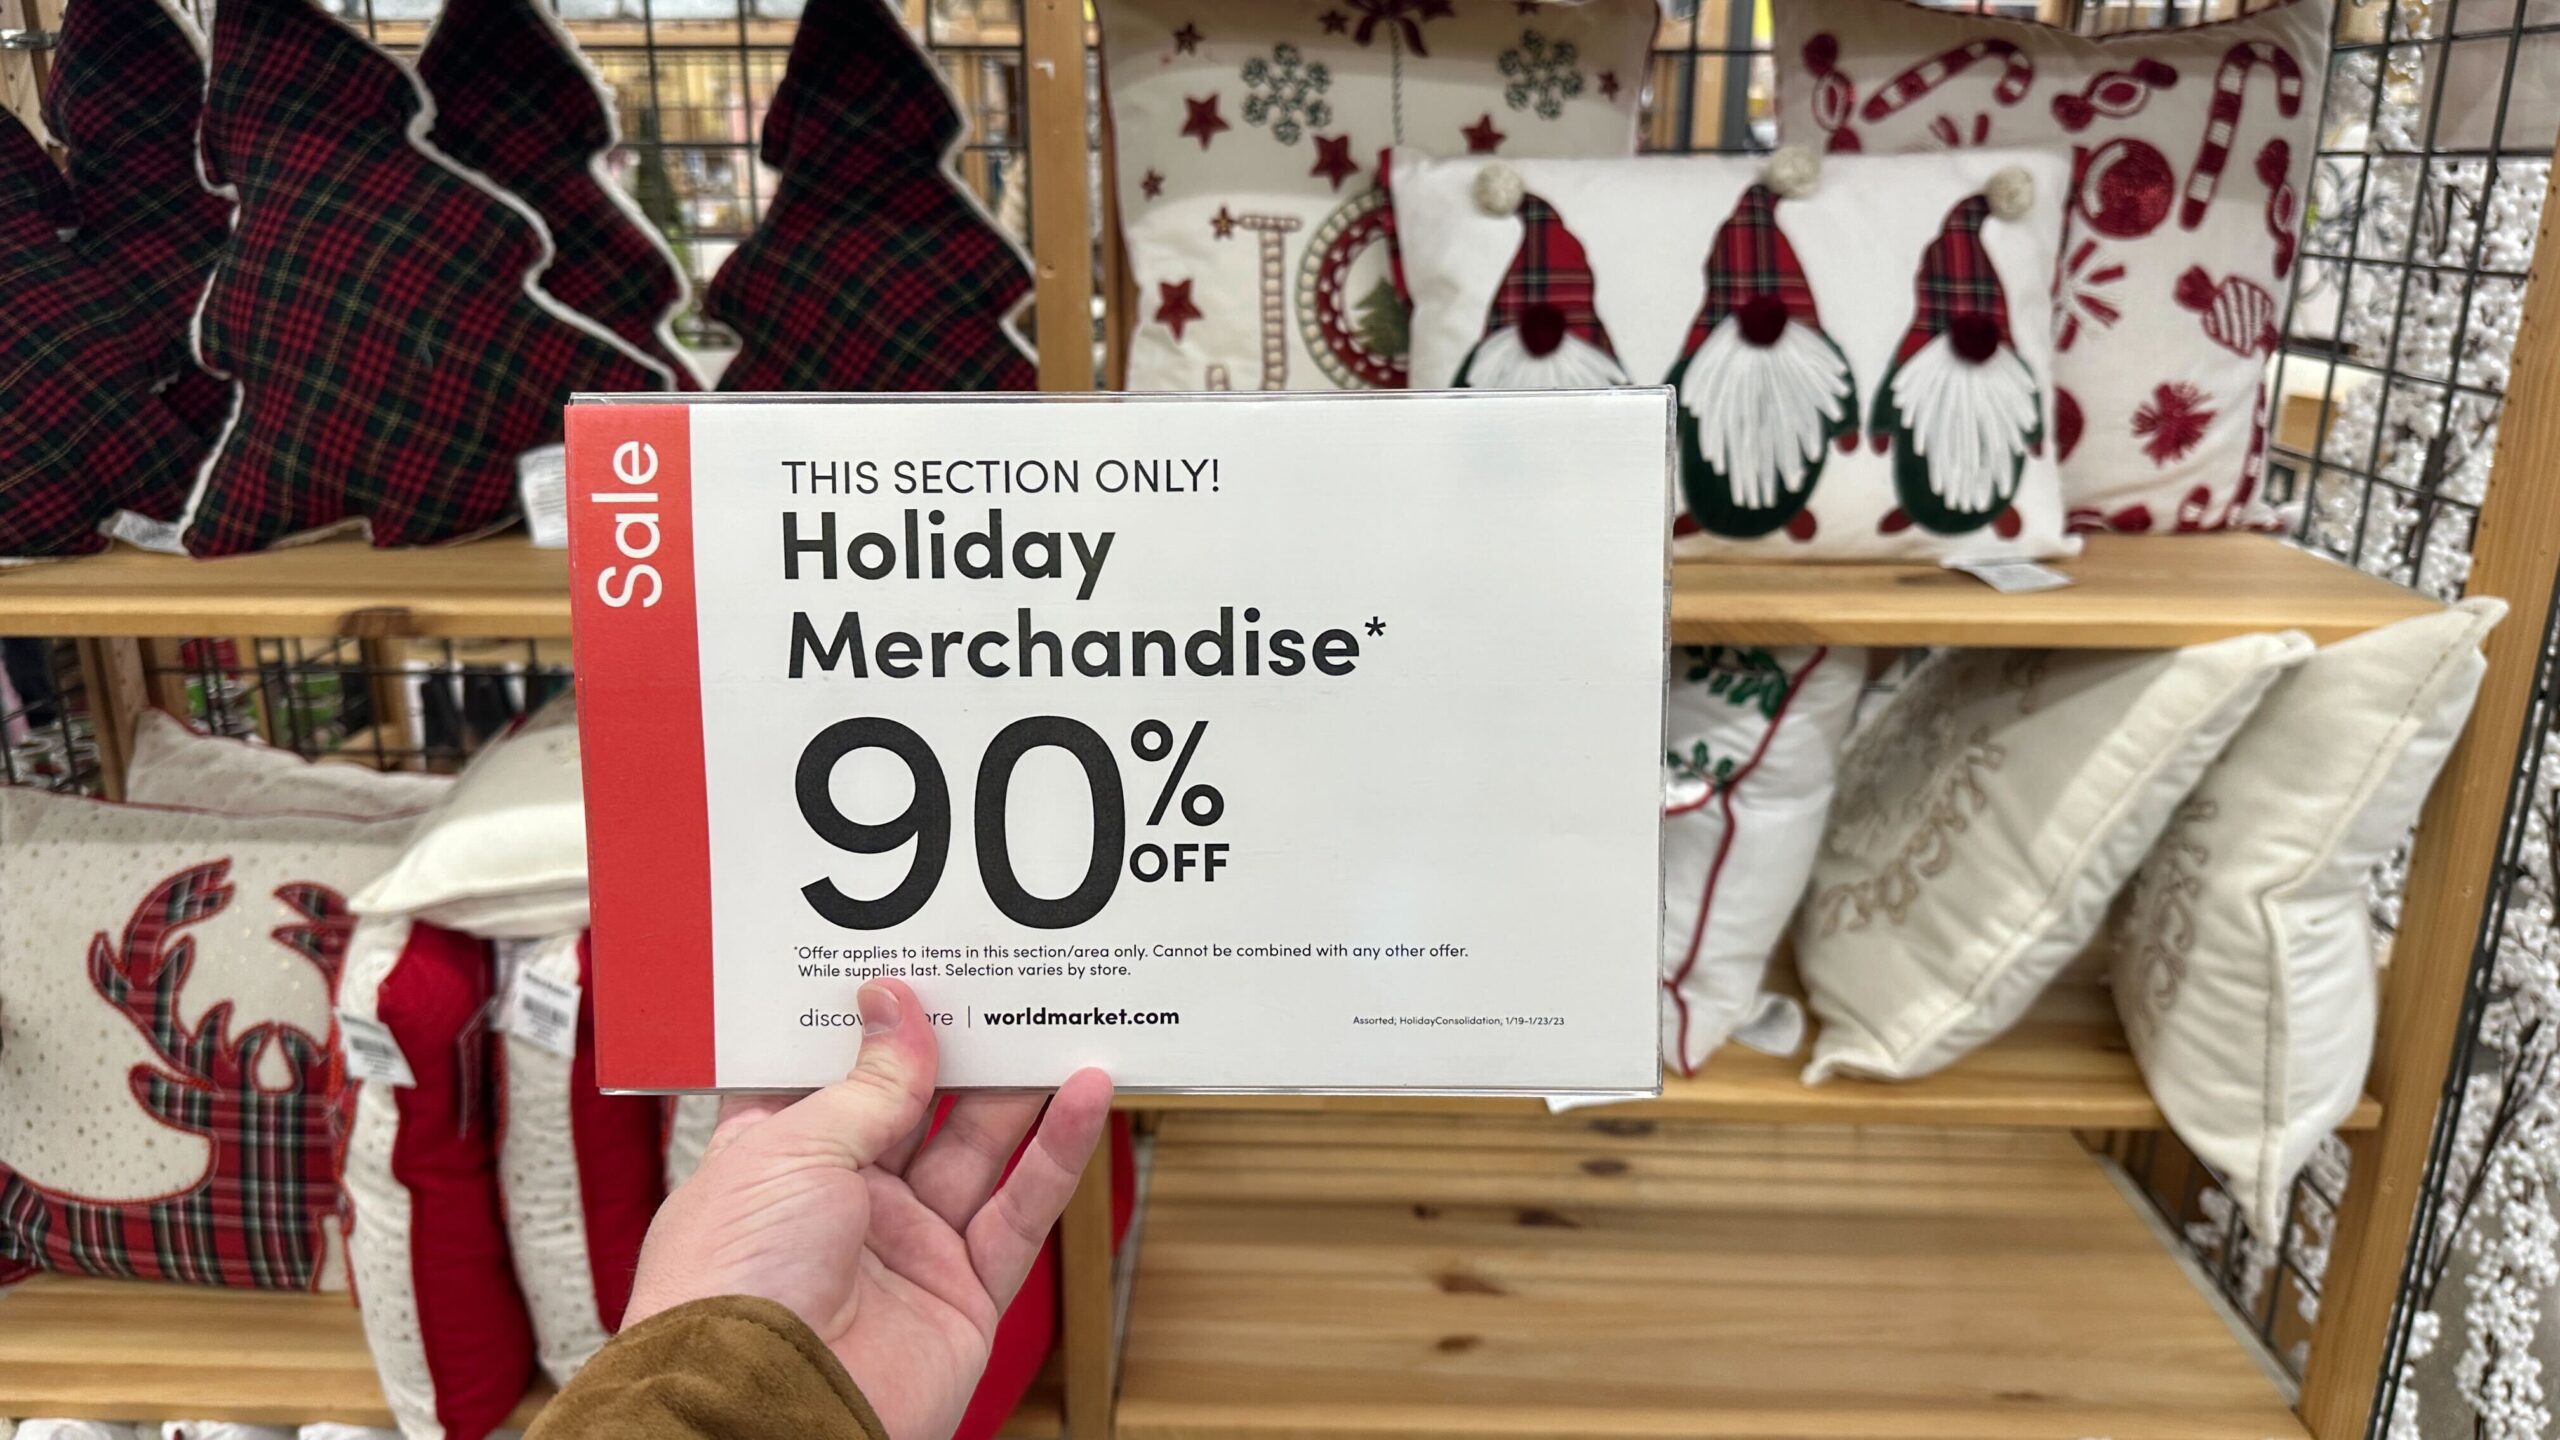 Sale
THIS SECTION ONLY!
Holiday
Merchandise*
90%
OFF
*Offer applies to items in this section/area only. Cannot be combined with any other offer.
While supplies last. Selection varies by store.
worldmarket.com
Assorted; HolidayConsolidation; 1/19-1/23/23